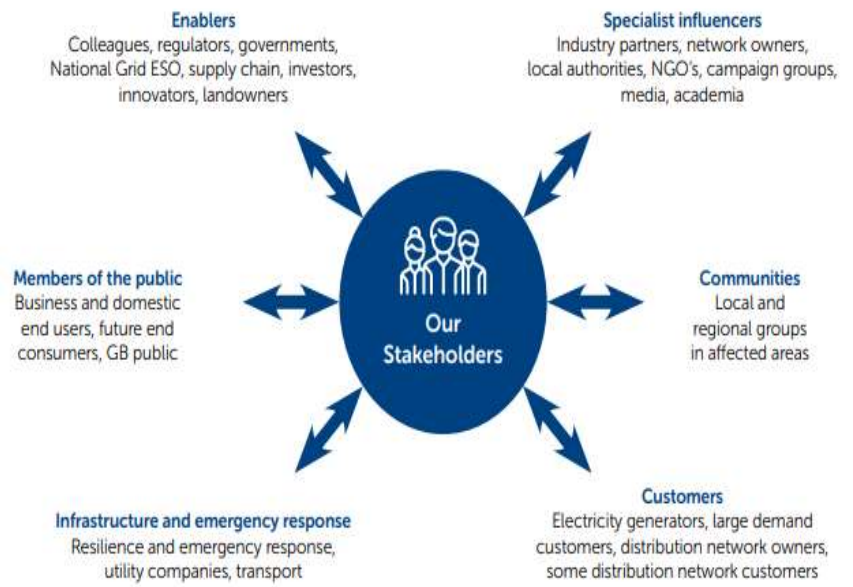 Enablers
Colleagues, regulators, governments,
National Grid ESO, supply chain, investors,
innovators, landowners
Specialist influencers
Industry partners, network owners,
local authorities, NGO's, campaign groups,
media, academia
Members of the public
Business and domestic
end users, future end
consumers, GB public
Our
Stakeholders
Communities
Local and
regional groups
in affected areas
Infrastructure and emergency response
Resilience and emergency response,
utility companies, transport
Customers
Electricity generators, large demand
customers, distribution network owners,
some distribution network customers